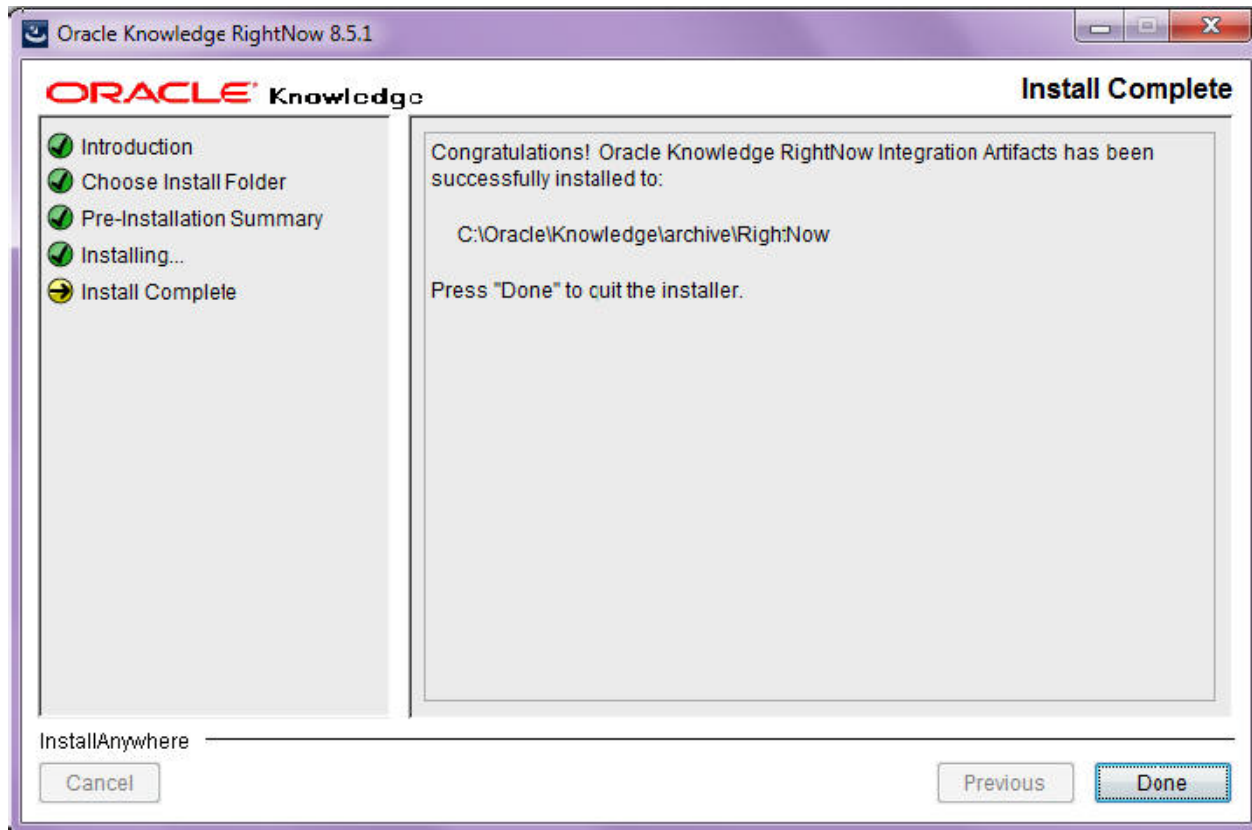 Oracle Knowledge RightNow 8.5.1
ORACLE Knowledge
Install Complete
Introduction
Choose Install Folder
Pre-Installation Summary
Installing...
Install Complete
Congratulations! Oracle Knowledge RightNow Integration Artifacts has been
successfully installed to:
C:\Oracle\Knowledge\archive\RightNow
Press "Done" to quit the installer.
InstallAnywhere
Cancel
Previous
Done